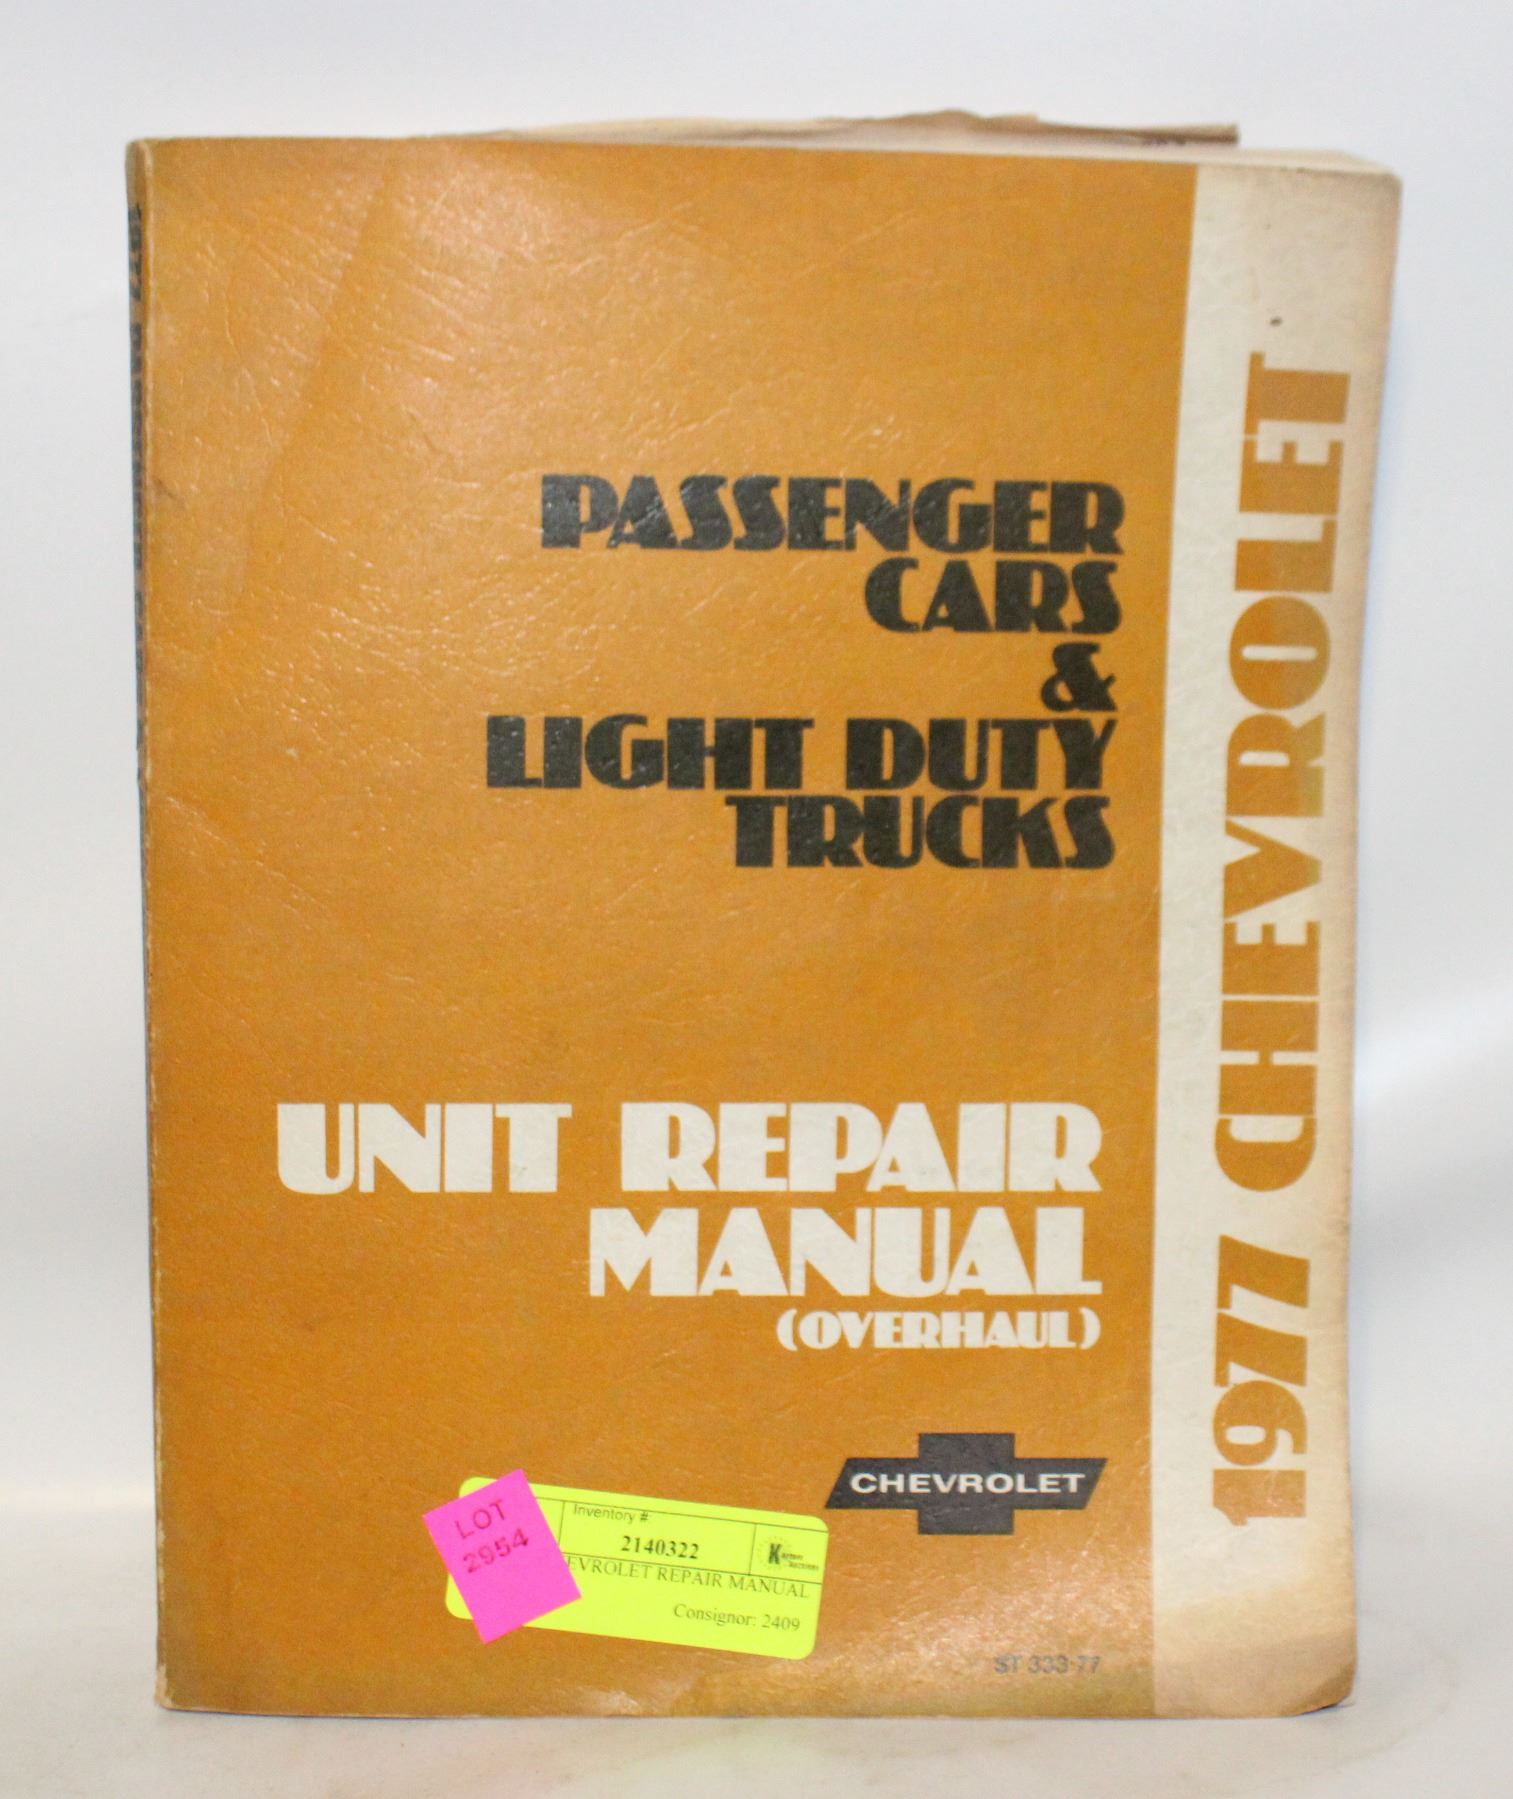 PASSENGER
CARS
&
LIGHT DUTY
TRUCKS
UNIT REPAIR
MANUAL
(OVERHAUL)
CHEVROLET
1977 CHEVROLET
LOT
2954
Inventory #:
2140322
EVROLET REPAIR MANUAL
Consignor: 2409
ST 333-77